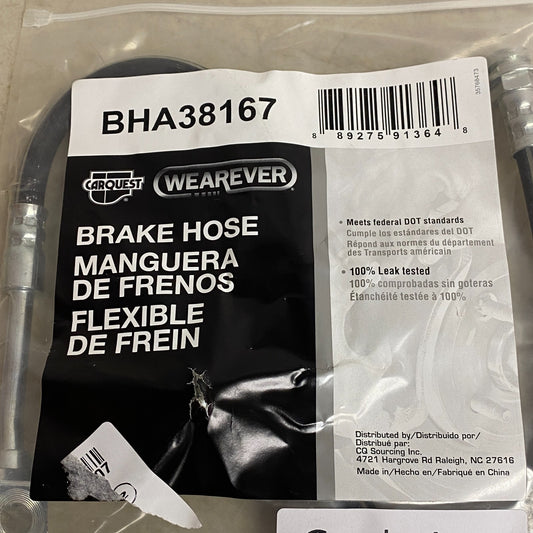 BHA38167
8 89275 91364 8
35768473
CARQUEST
WEAREVER
BRAKE HOSE
MANGUERA
DE FRENOS
FLEXIBLE
DE FREIN
• Meets federal DOT standards
Cumple los estándares del DOT
Répond aux normes du département
des Transports américain
• 100% Leak tested
100% comprobadas sin goteras
Étanchéité testée à 100%
Distributed by/Distribuido por/
Distribué par:
CQ Sourcing Inc.
4721 Hargrove Rd Raleigh, NC 27616
Made in/Hecho en/Fabriqué en China
07